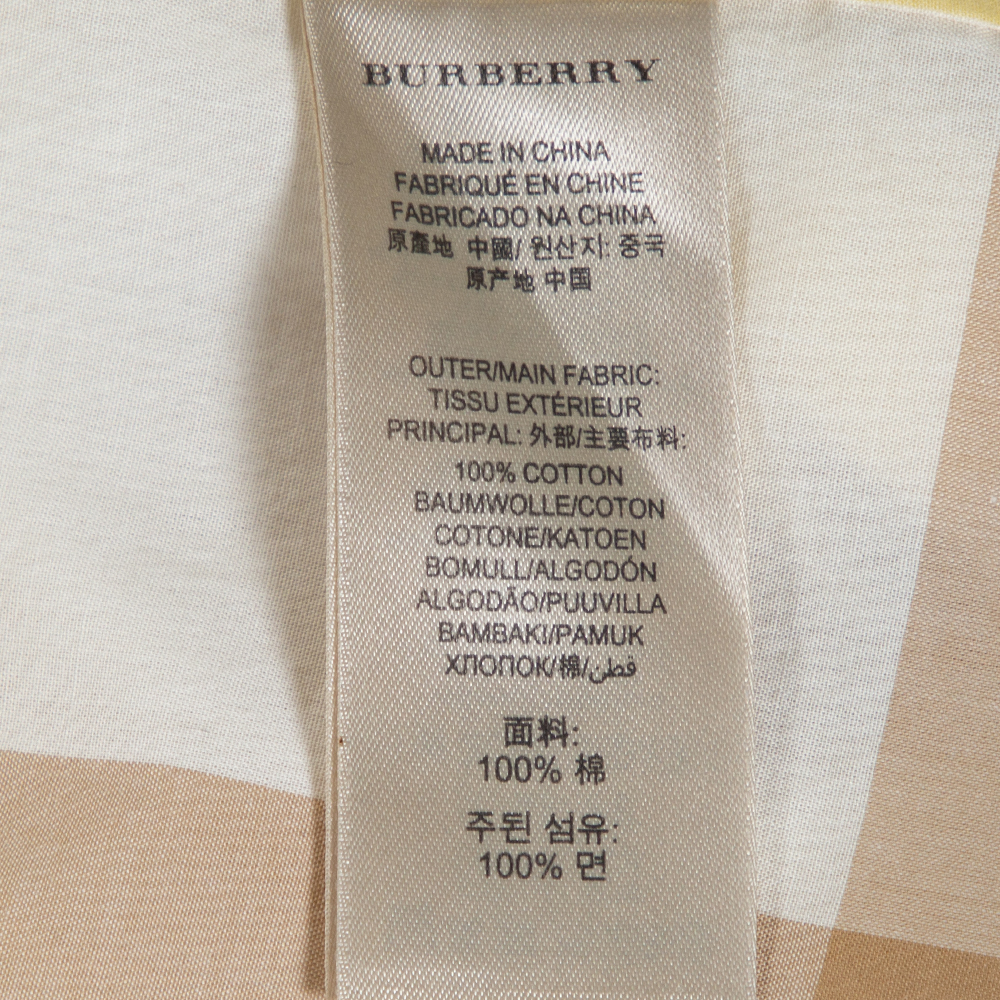 BURBERRY
MADE IN CHINA
FABRIQUÉ EN CHINE
FABRICADO NA CHINA
原產地 中國/ 원산지: 중국
原产地 中国
OUTER/MAIN FABRIC:
TISSU EXTÉRIEUR
PRINCIPAL: 外部/主要布料:
100% COTTON
BAUMWOLLE/COTON
COTONE/KATOEN
BOMULL/ALGODÓN
ALGODÃO/PUUVILLA
BAMBAKI/PAMUK
ХЛОПОК/棉/قطن
面料:
100% 棉
주된 섬유:
100% 면